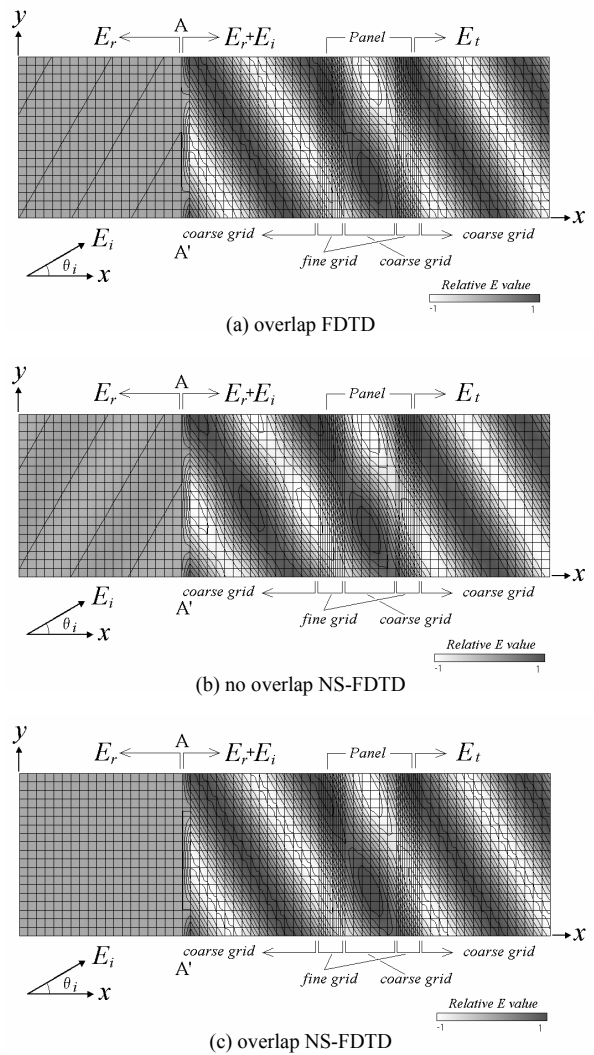 y
A
E_r E_r+E_i Panel E_t
x
E_i
θ_i
x
A'
coarse grid coarse grid
fine grid coarse grid
Relative E value
-1 1
(a) overlap FDTD
y
A
E_r E_r+E_i Panel E_t
x
E_i
θ_i
x
A'
coarse grid coarse grid
fine grid coarse grid
Relative E value
-1 1
(b) no overlap NS-FDTD
y
A
E_r E_r+E_i Panel E_t
x
E_i
θ_i
x
A'
coarse grid coarse grid
fine grid coarse grid
Relative E value
-1 1
(c) overlap NS-FDTD